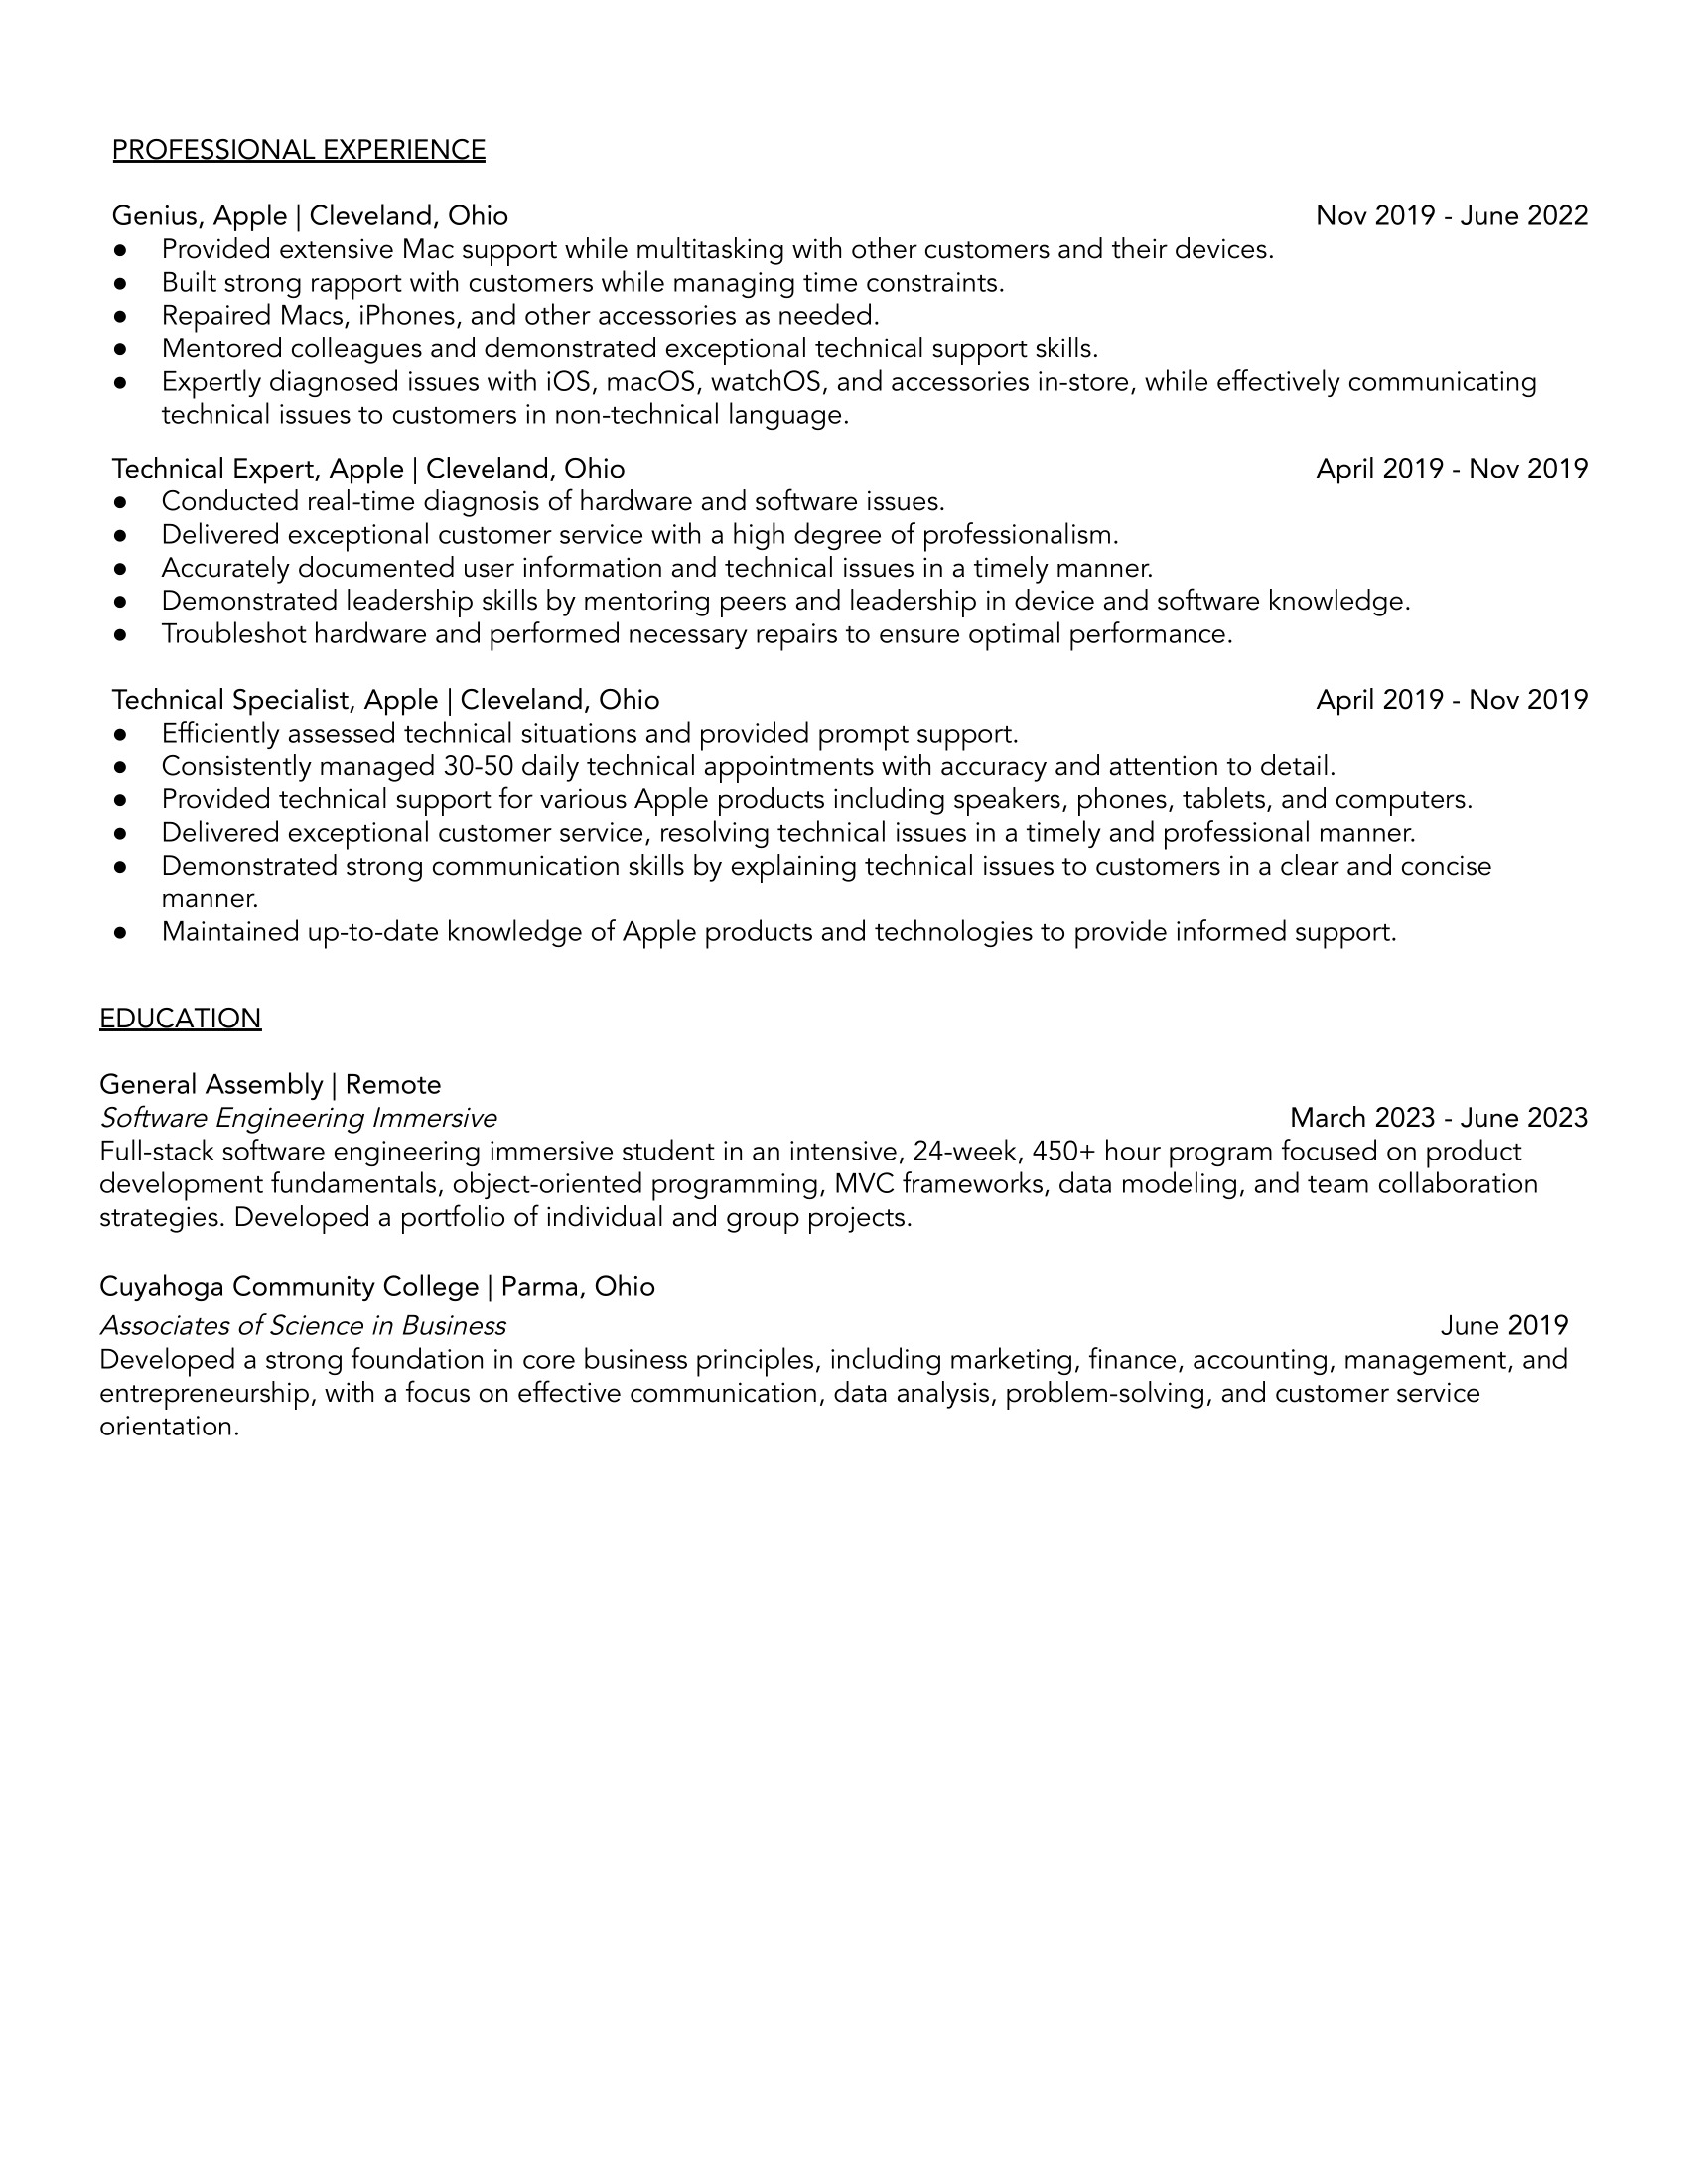 PROFESSIONAL EXPERIENCE
Genius, Apple | Cleveland, Ohio Nov 2019 - June 2022
● Provided extensive Mac support while multitasking with other customers and their devices.
● Built strong rapport with customers while managing time constraints.
● Repaired Macs, iPhones, and other accessories as needed.
● Mentored colleagues and demonstrated exceptional technical support skills.
● Expertly diagnosed issues with iOS, macOS, watchOS, and accessories in-store, while effectively communicating
technical issues to customers in non-technical language.
Technical Expert, Apple | Cleveland, Ohio April 2019 - Nov 2019
● Conducted real-time diagnosis of hardware and software issues.
● Delivered exceptional customer service with a high degree of professionalism.
● Accurately documented user information and technical issues in a timely manner.
● Demonstrated leadership skills by mentoring peers and leadership in device and software knowledge.
● Troubleshot hardware and performed necessary repairs to ensure optimal performance.
Technical Specialist, Apple | Cleveland, Ohio April 2019 - Nov 2019
● Efficiently assessed technical situations and provided prompt support.
● Consistently managed 30-50 daily technical appointments with accuracy and attention to detail.
● Provided technical support for various Apple products including speakers, phones, tablets, and computers.
● Delivered exceptional customer service, resolving technical issues in a timely and professional manner.
● Demonstrated strong communication skills by explaining technical issues to customers in a clear and concise
manner.
● Maintained up-to-date knowledge of Apple products and technologies to provide informed support.
EDUCATION
General Assembly | Remote
Software Engineering Immersive March 2023 - June 2023
Full-stack software engineering immersive student in an intensive, 24-week, 450+ hour program focused on product
development fundamentals, object-oriented programming, MVC frameworks, data modeling, and team collaboration
strategies. Developed a portfolio of individual and group projects.
Cuyahoga Community College | Parma, Ohio
Associates of Science in Business June 2019
Developed a strong foundation in core business principles, including marketing, finance, accounting, management, and
entrepreneurship, with a focus on effective communication, data analysis, problem-solving, and customer service
orientation.